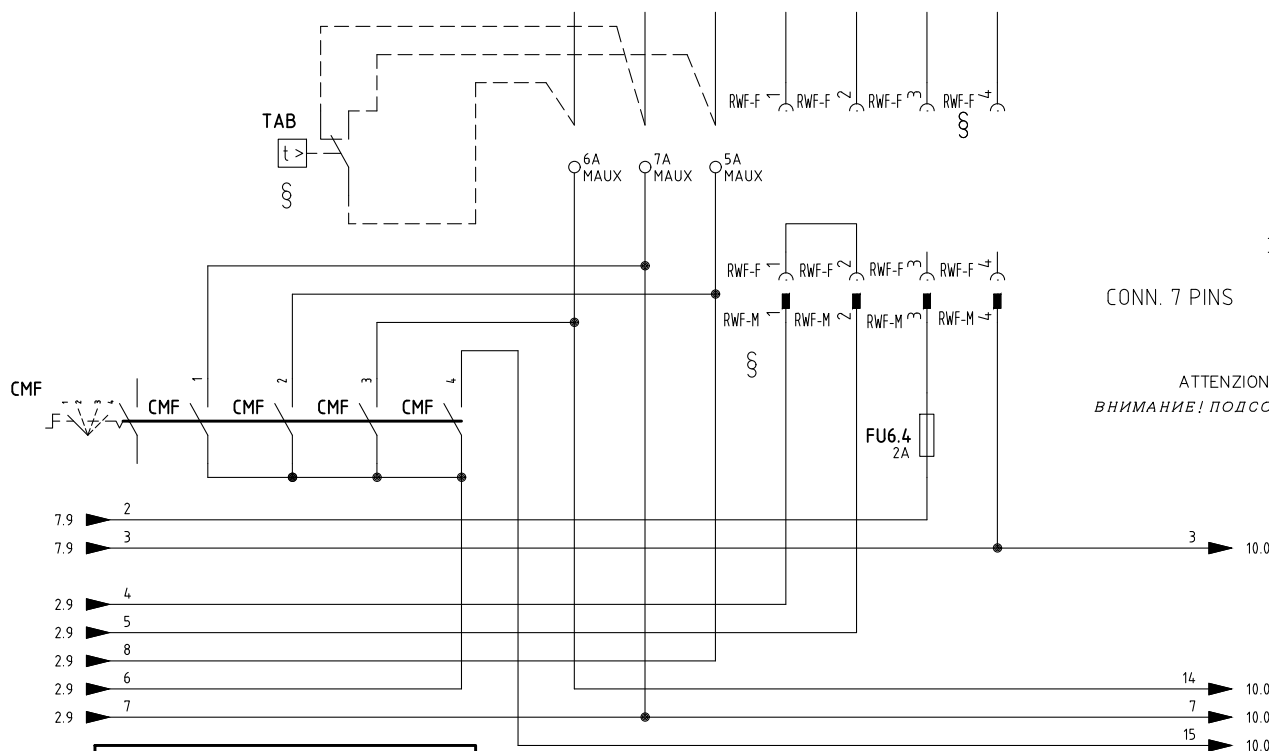 RWF-F 1 RWF-F 2 RWF-F 3 RWF-F 4
§
TAB
t >
§
6A
MAUX
7A
MAUX
5A
MAUX
RWF-F 1 RWF-F 2 RWF-F 3 RWF-F 4
CONN. 7 PINS
RWF-M 1 RWF-M 2 RWF-M 3 RWF-M 4
§
ATTENZION
ВНИМАНИЕ! ПОДСО
CMF
1 2 3 4
1 2 3 4
CMF CMF CMF CMF
FU6.4
2A
7.9 2
7.9 3 3 10.0
2.9 4
2.9 5
2.9 8
2.9 6 14 10.0
2.9 7 7 10.0
15 10.0